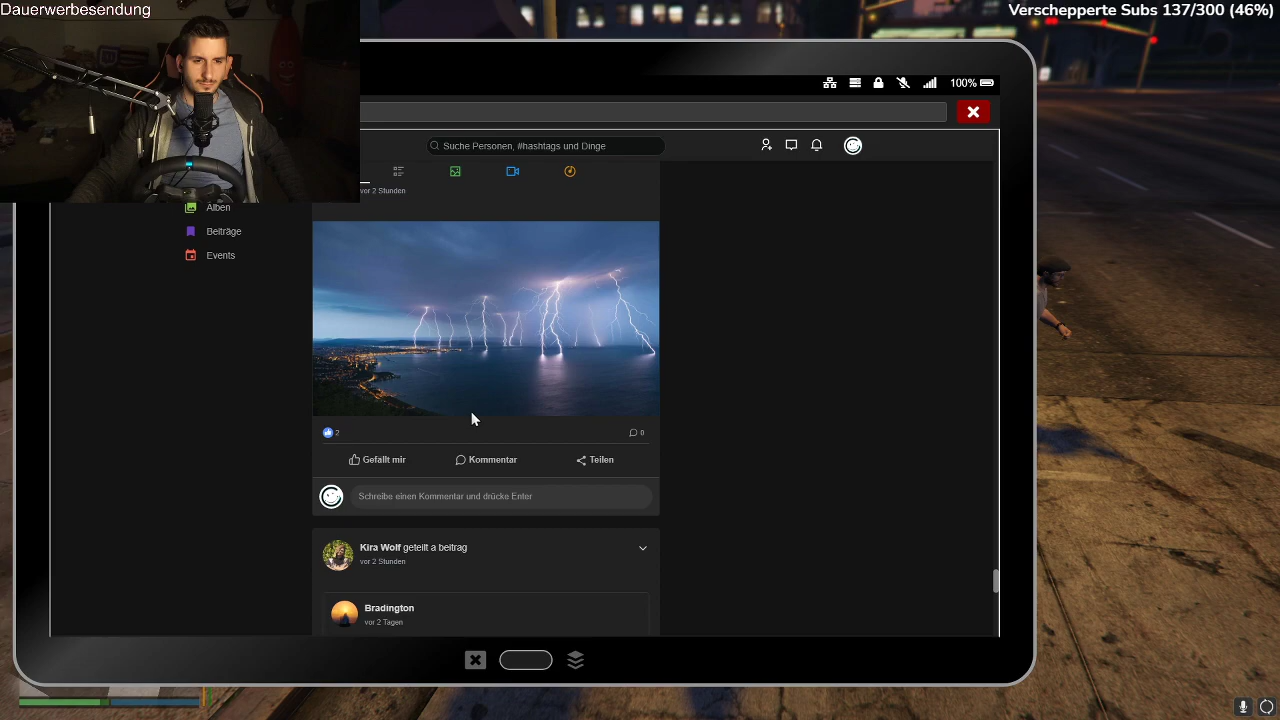 Dauerwerbesendung
Verschepperte Subs 137/300 (46%)
100%
Suche Personen, #hashtags und Dinge
vor 2 Stunden
Alben
Beiträge
Events
2
0
Gefällt mir
Kommentar
Teilen
Schreibe einen Kommentar und drücke Enter
Kira Wolf geteilt a beitrag
vor 2 Stunden
Bradington
vor 2 Tagen